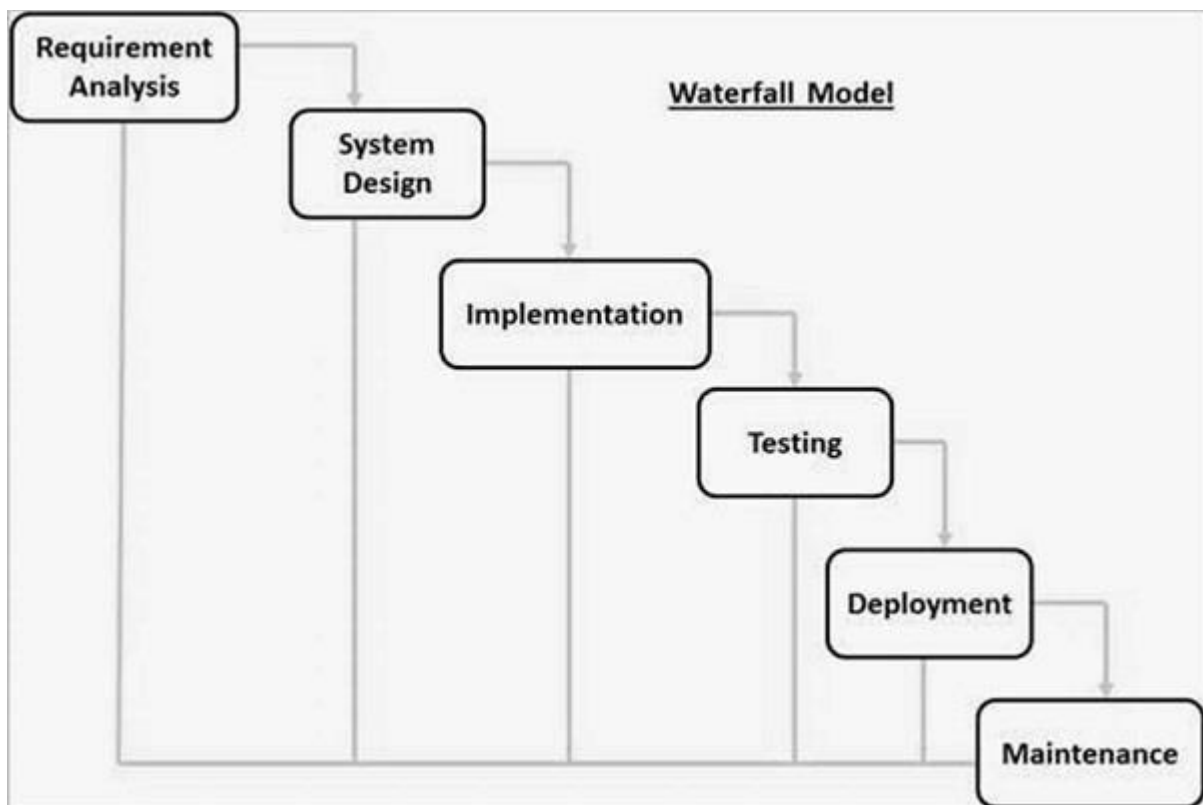 Requirement
Analysis
Waterfall Model
System
Design
Implementation
Testing
Deployment
Maintenance